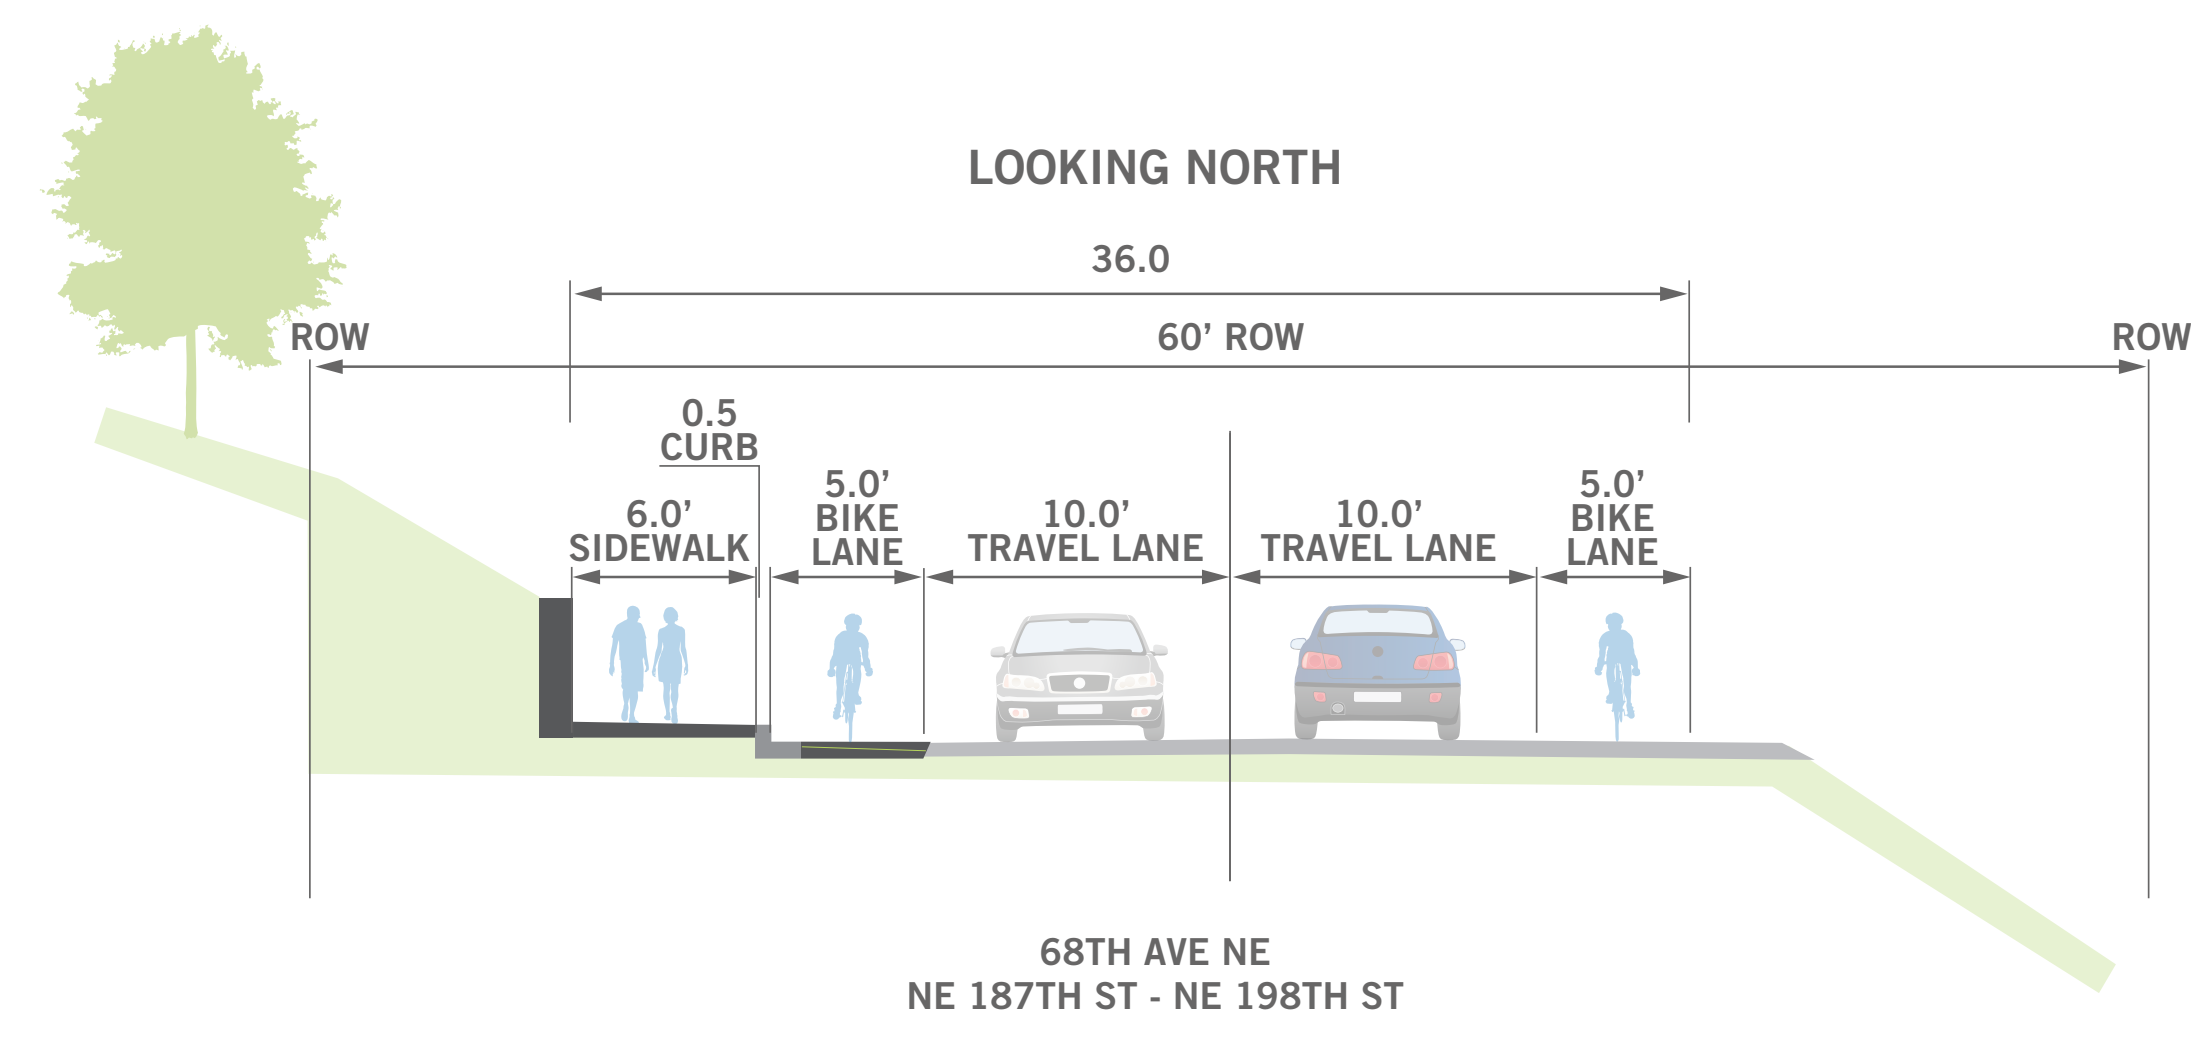 LOOKING NORTH
36.0
ROW
60’ ROW
ROW
0.5
CURB
6.0’
SIDEWALK
5.0’
BIKE
LANE
10.0’
TRAVEL LANE
10.0’
TRAVEL LANE
5.0’
BIKE
LANE
68TH AVE NE
NE 187TH ST - NE 198TH ST